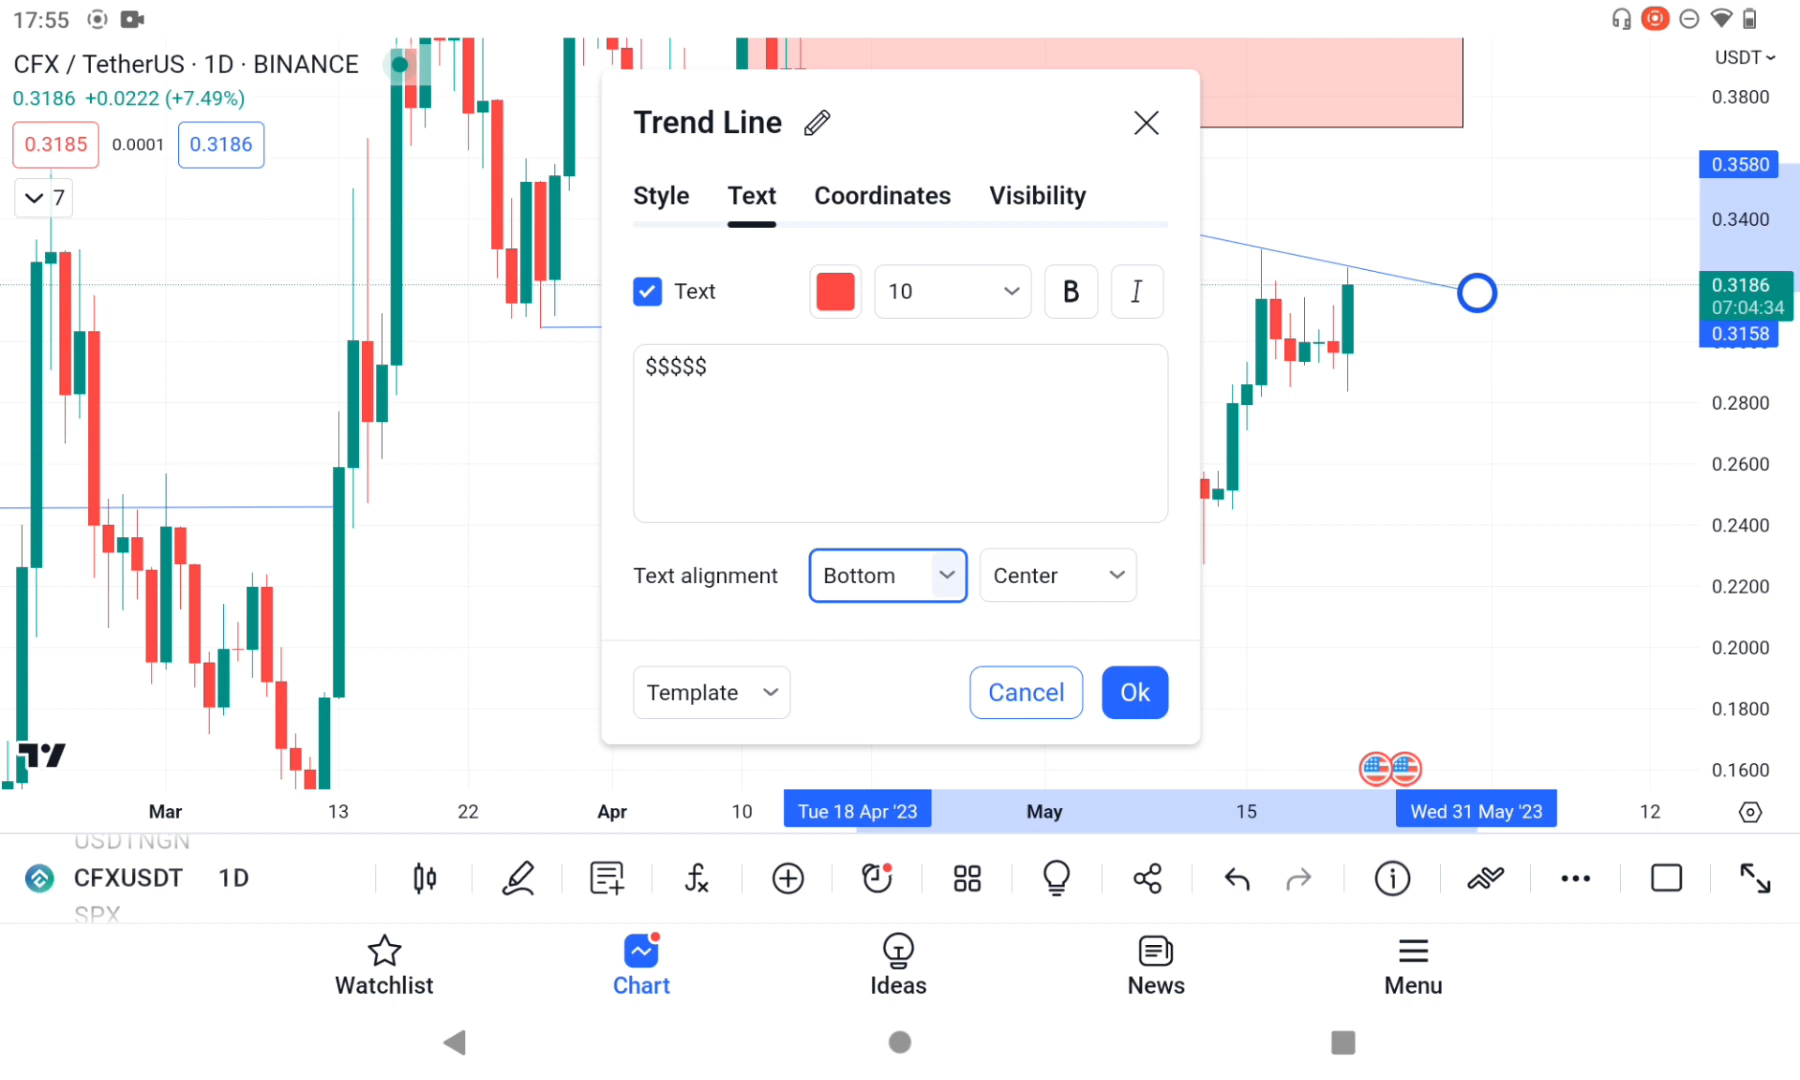 17:55
CFX / TetherUS · 1D · BINANCE
0.3186 +0.0222 (+7.49%)
0.3185 0.0001 0.3186
7
USDT
0.3800
0.3580
0.3400
0.3186
07:04:34
0.3158
0.2800
0.2600
0.2400
0.2200
0.2000
0.1800
0.1600
Trend Line
Style Text Coordinates Visibility
Text 10 B I
$$$$$
Text alignment Bottom Center
Template Cancel Ok
Mar 13 22 Apr 10 Tue 18 Apr '23 May 15 Wed 31 May '23 12
USDTNGN
CFXUSDT 1D
SPX
Watchlist Chart Ideas News Menu